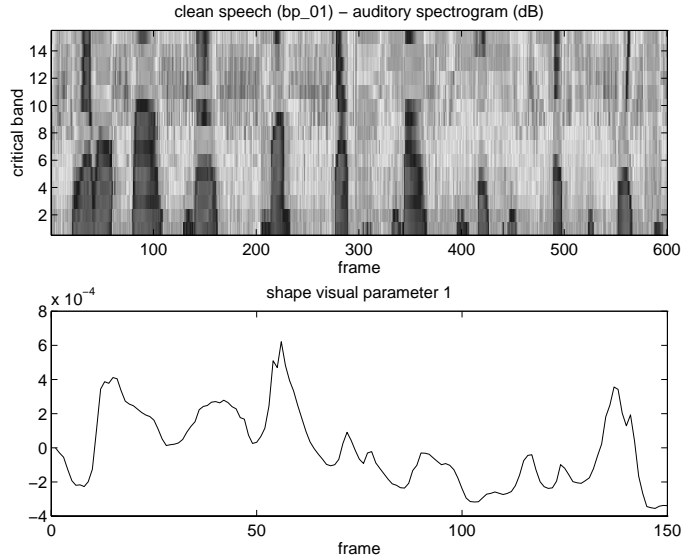 clean speech (bp_01) – auditory spectrogram (dB)
critical band
14
12
10
8
6
4
2
100 200 300 400 500 600
frame
shape visual parameter 1
x 10⁻⁴
8
6
4
2
0
−2
−4
0 50 100 150
frame